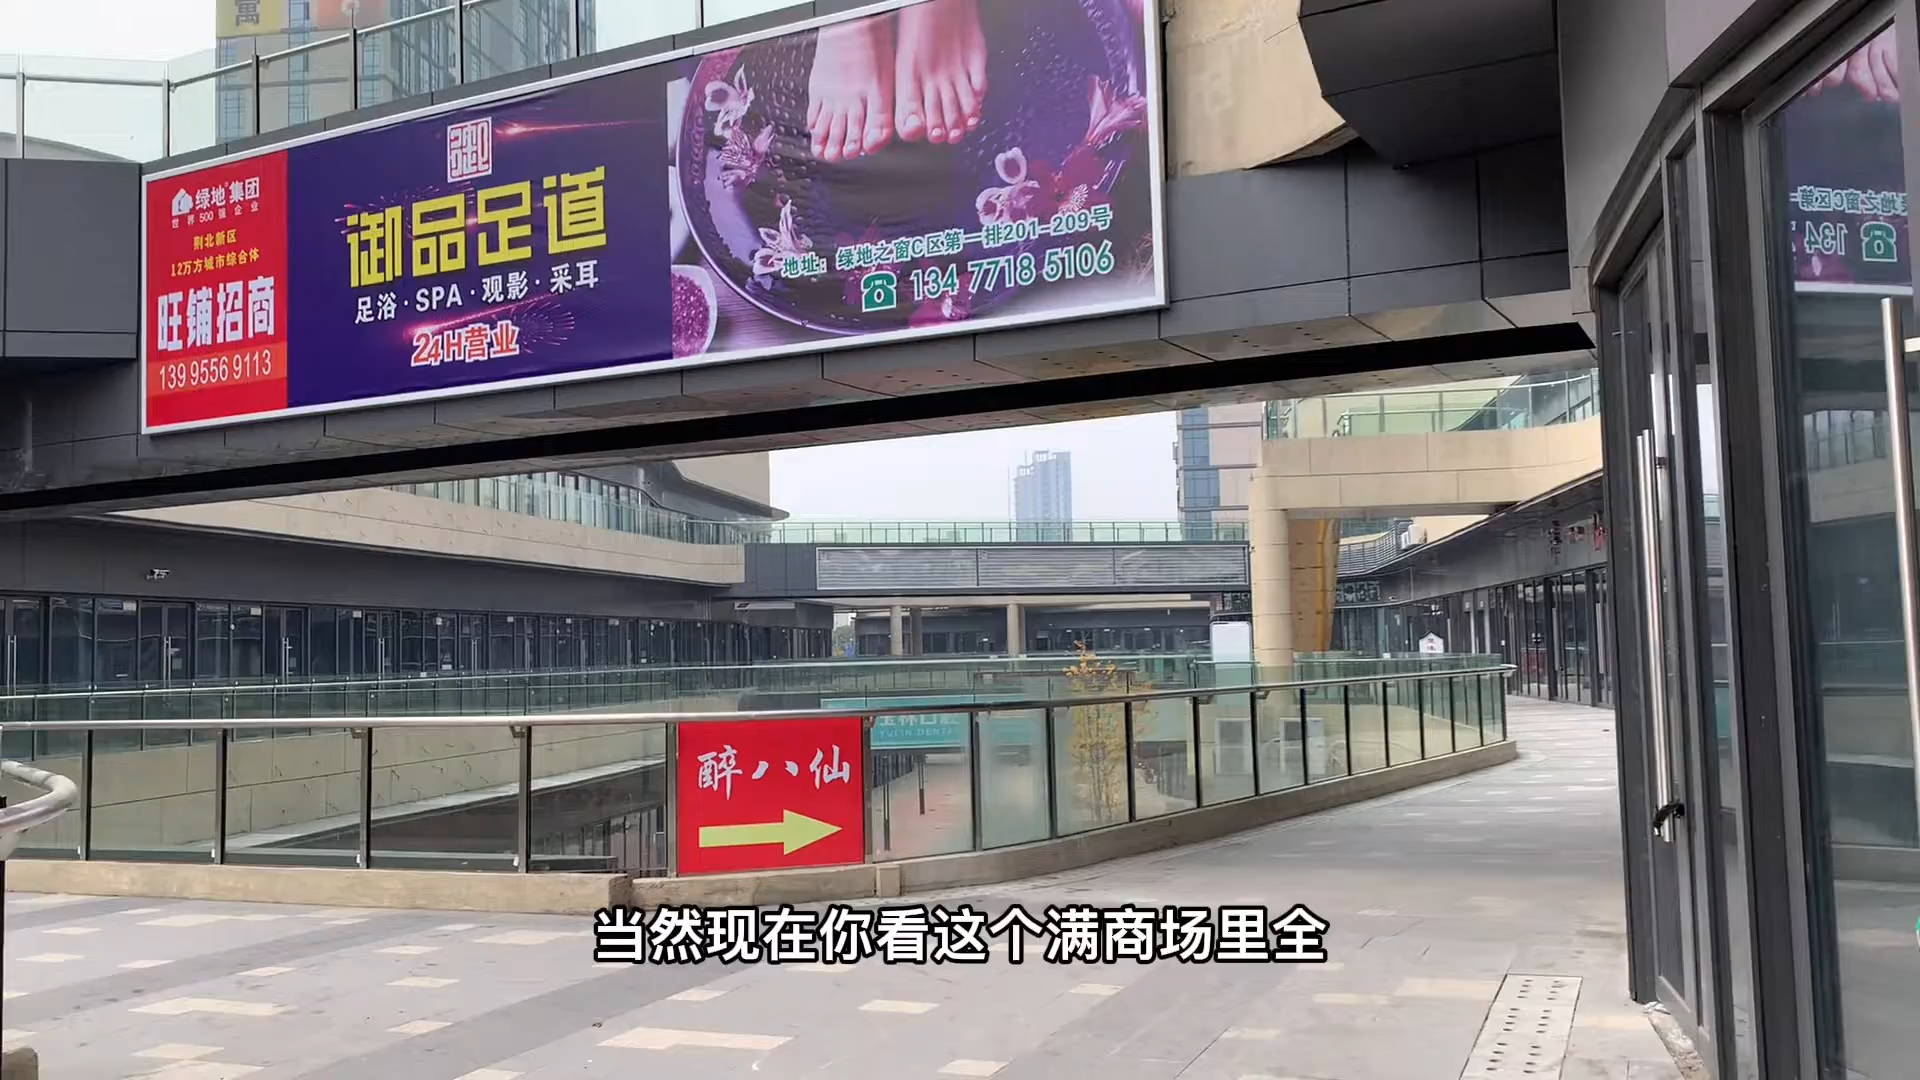 寓
绿地集团
世界500强企业
荆北新区
12万方城市综合体
旺铺招商
139 9556 9113
御
御品足道
足浴·SPA·观影·采耳
24H营业
地址：绿地之窗C区第一排201-209号
134 7718 5106
YULIN DENTA
醉八仙
当然现在你看这个满商场里全